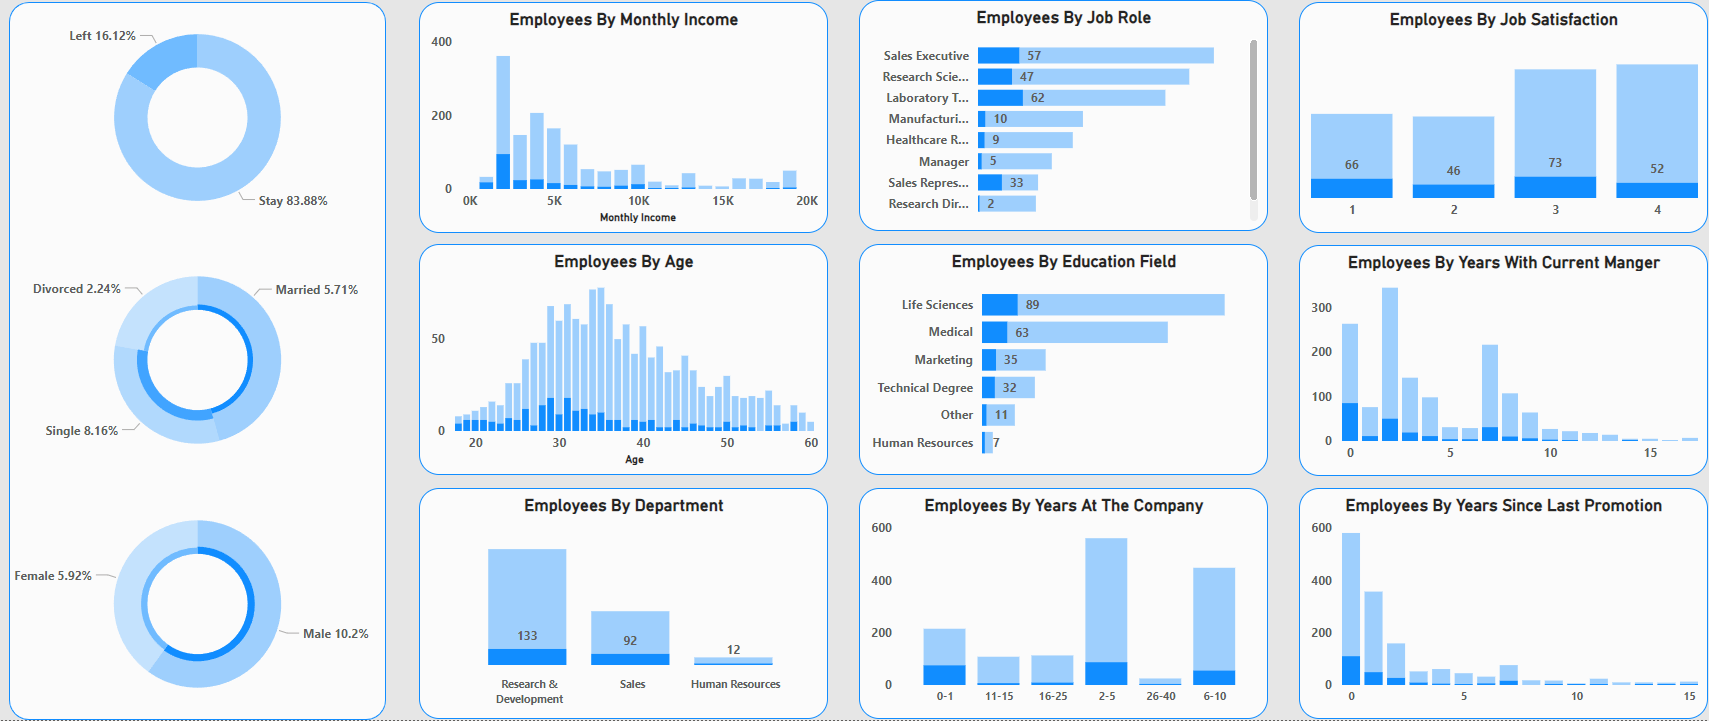 Left 16.12%
Stay 83.88%
Divorced 2.24%
Married 5.71%
Single 8.16%
Female 5.92%
Male 10.2%
Employees By Monthly Income
400
200
0
0K 5K 10K 15K 20K
Monthly Income
Employees By Job Role
Sales Executive 57
Research Scie... 47
Laboratory T... 62
Manufacturi... 10
Healthcare R... 9
Manager 5
Sales Repres... 33
Research Dir... 2
Employees By Job Satisfaction
66 46 73 52
1 2 3 4
Employees By Age
50
0
20 30 40 50 60
Age
Employees By Education Field
Life Sciences 89
Medical 63
Marketing 35
Technical Degree 32
Other 11
Human Resources 7
Employees By Years With Current Manger
300
200
100
0
0 5 10 15
Employees By Department
133 92 12
Research & Sales Human Resources
Development
Employees By Years At The Company
600
400
200
0
0-1 11-15 16-25 2-5 26-40 6-10
Employees By Years Since Last Promotion
600
400
200
0
0 5 10 15